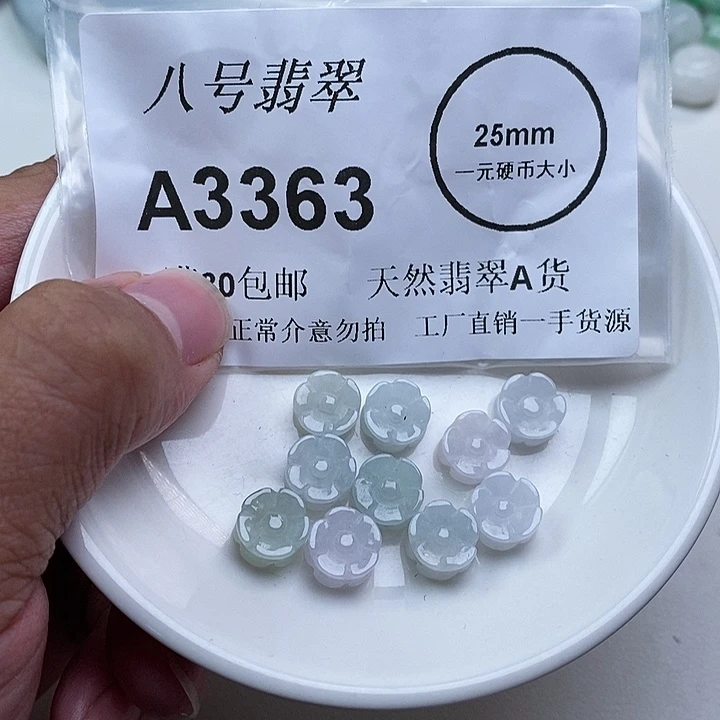 八号翡翠
25mm
一元硬币大小
A3363
30包邮 天然翡翠A货
正常介意勿拍 工厂直销一手货源